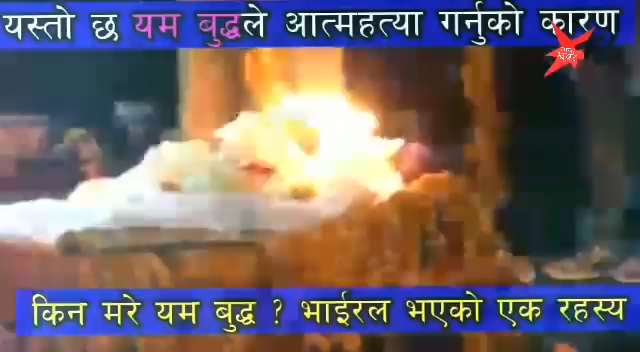 यस्तो छ यम बुद्धले आत्महत्या गर्नुको कारण
किन मरे यम बुद्ध ? भाईरल भएको एक रहस्य